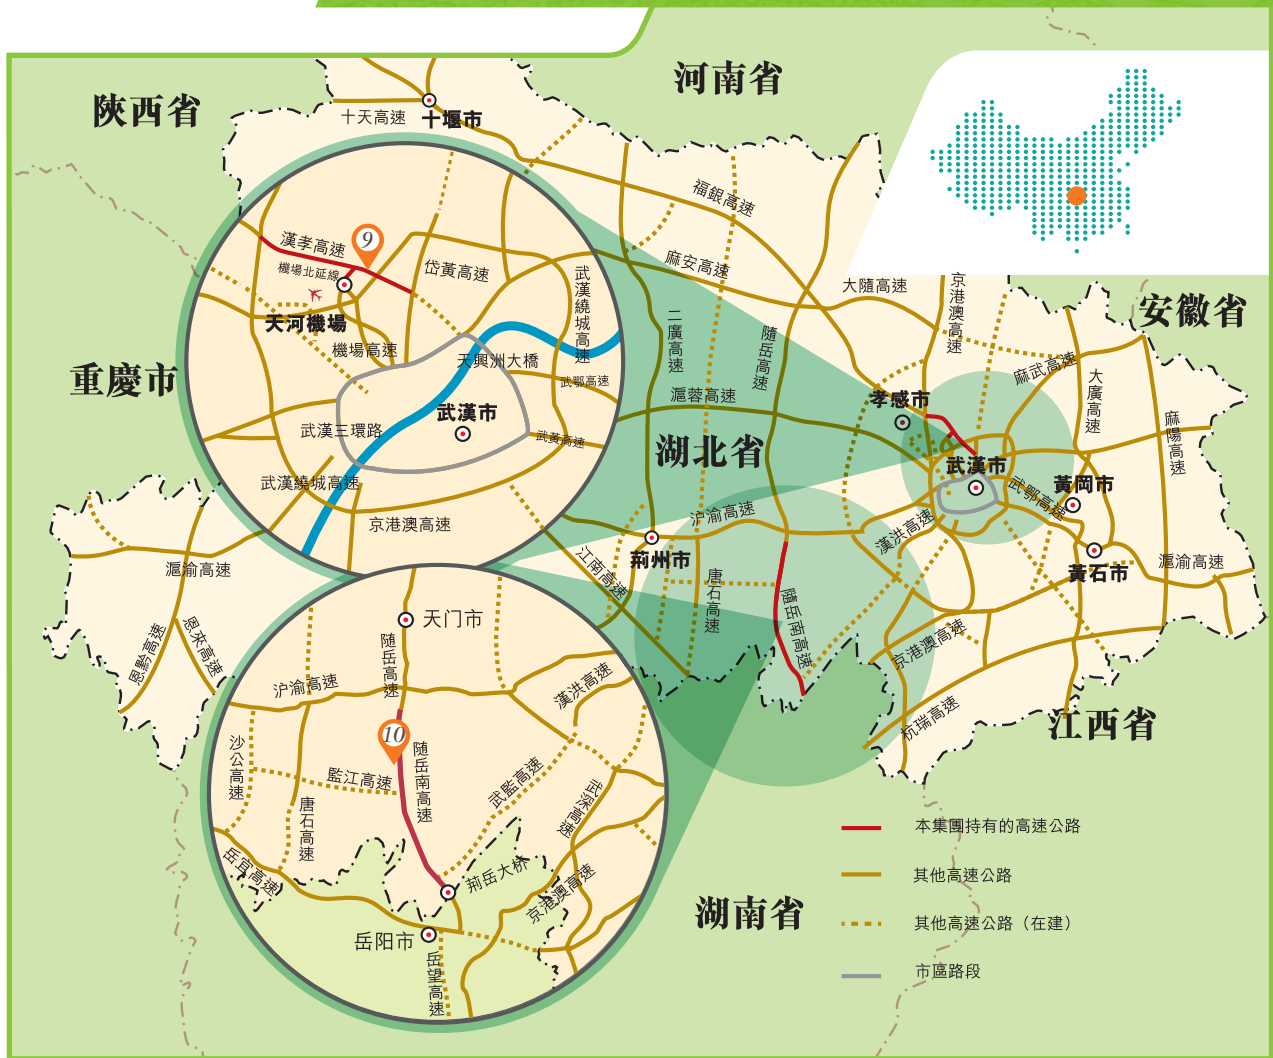 河南省
陝西省
十天高速
十堰市
福銀高速
漢孝高速
9
機場北延線
岱黃高速
麻安高速
大隨高速
京港澳高速
安徽省
武漢繞城高速
天河機場
機場高速
天興洲大橋
二廣高速
隨岳高速
麻武高速
大廣高速
麻陽高速
重慶市
武鄂高速
滬蓉高速
孝感市
武漢市
武漢三環路
武黃高速
湖北省
武漢市
武漢繞城高速
京港澳高速
武鄂高速
黃岡市
滬渝高速
沪渝高速
漢洪高速
荊州市
江南高速
唐石高速
隨岳南高速
黃石市
滬渝高速
恩黔高速
恩來高速
天门市
随岳高速
沪渝高速
漢洪高速
京港澳高速
杭瑞高速
江西省
沙公高速
10
監江高速
随岳南高速
武監高速
武深高速
唐石高速
岳宜高速
荊岳大桥
京港澳高速
岳阳市
岳望高速
湖南省
本集團持有的高速公路
其他高速公路
其他高速公路（在建）
市區路段